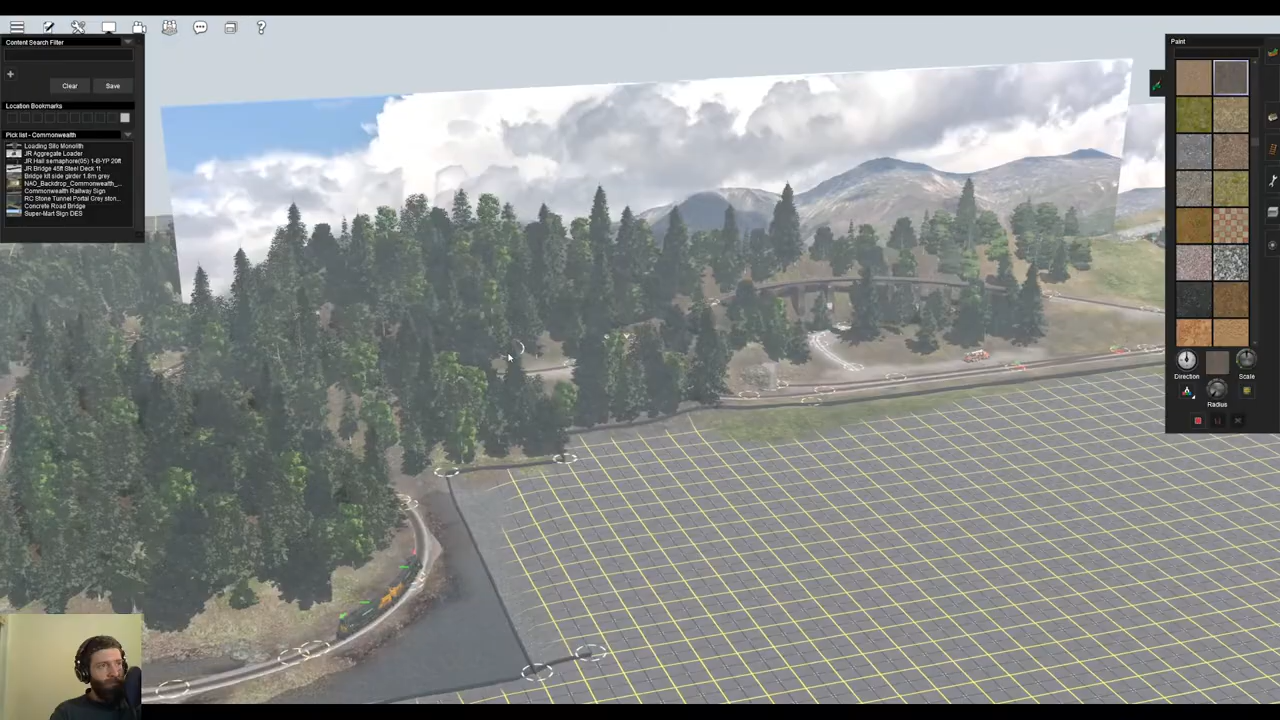 Content Search Filter
Clear
Save
Location Bookmarks
Pick list - Commonwealth
Loading Silo Monolith
JR Aggregate Loader
JR Hall semaphore(05) 1-B-YP 20ft
JR Bridge 45ft Steel Deck 1t
Bridge kit side girder 1.8m grey
NAO_Backdrop_Commonwealth_...
Commonwealth Railway Sign
RC Stone Tunnel Portal Grey ston...
Concrete Road Bridge
Super-Mart Sign DES
Paint
Direction
Scale
Radius